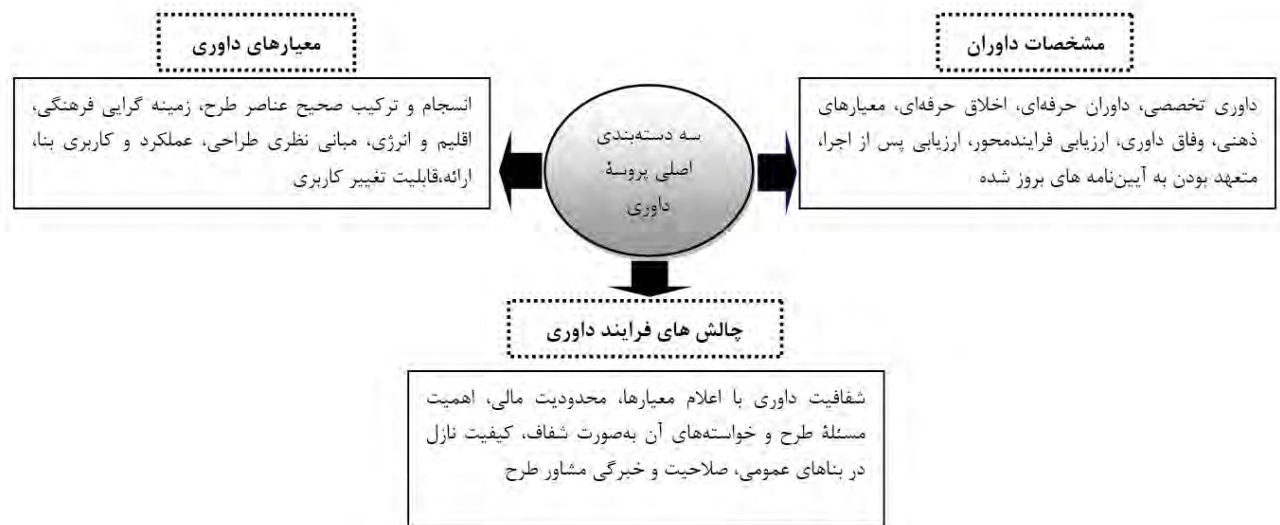 مشخصات داوران
داوری تخصصی، داوران حرفه‌ای، اخلاق حرفه‌ای، معیارهای
ذهنی، وفاق داوری، ارزیابی فرایندمحور، ارزیابی پس از اجرا،
متعهد بودن به آیین‌نامه های بروز شده
سه دسته‌بندی
اصلی پروسۀ
داوری
معیارهای داوری
انسجام و ترکیب صحیح عناصر طرح، زمینه گرایی فرهنگی،
اقلیم و انرژی، مبانی نظری طراحی، عملکرد و کاربری بنا،
ارائه،قابلیت تغییر کاربری
چالش های فرایند داوری
شفافیت داوری با اعلام معیارها، محدودیت مالی، اهمیت
مسئلۀ طرح و خواسته‌های آن به‌صورت شفاف، کیفیت نازل
در بناهای عمومی، صلاحیت و خبرگی مشاور طرح